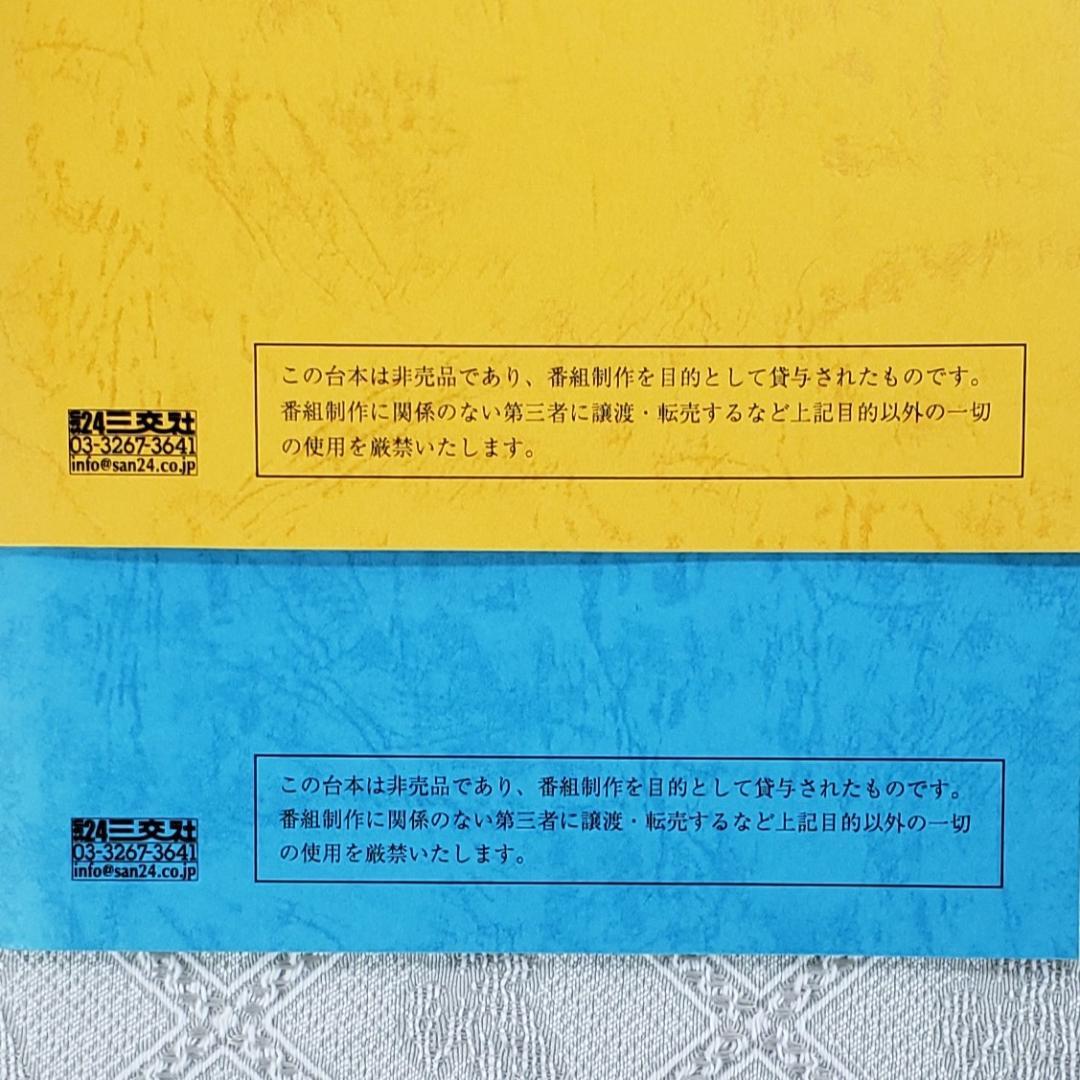 この台本は非売品であり、番組制作を目的として貸与されたものです。
番組制作に関係のない第三者に譲渡・転売するなど上記目的以外の一切
の使用を厳禁いたします。
24三交社
03-3267-3641
info@san24.co.jp
この台本は非売品であり、番組制作を目的として貸与されたものです。
番組制作に関係のない第三者に譲渡・転売するなど上記目的以外の一切
の使用を厳禁いたします。
24三交社
03-3267-3641
info@san24.co.jp